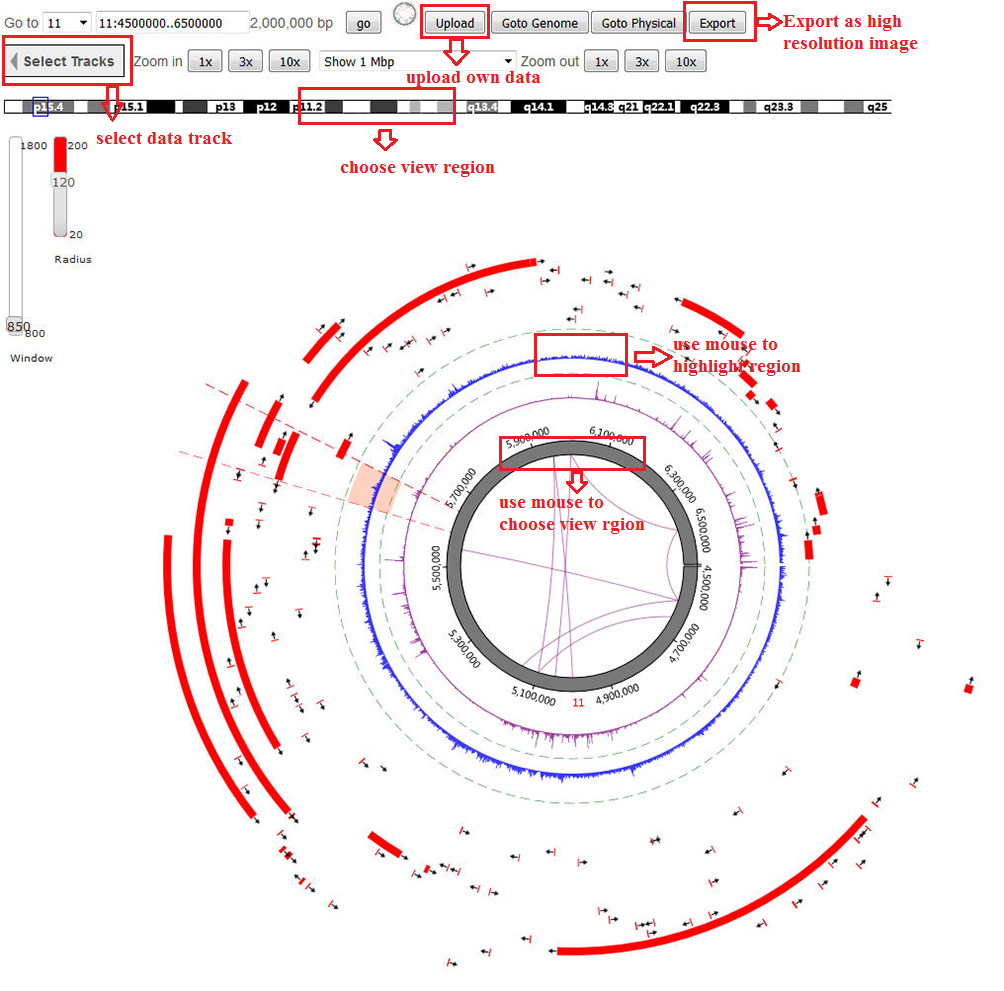 Go to 11 11:4500000..6500000 2,000,000 bp go Upload Goto Genome Goto Physical Export
Export as high
resolution image
Select Tracks Zoom in 1x 3x 10x Show 1 Mbp Zoom out 1x 3x 10x
upload own data
p15.4 p15.1 p13 p12 p11.2 q13.4 q14.1 q14.3 q21 q22.1 q22.3 q23.3 q25
select data track
choose view region
1800 200
120
20
Radius
850 800
Window
use mouse to
highlight region
5,900,000 6,100,000
use mouse to
choose view rgion
5,700,000 6,300,000
6,500,000
5,500,000 4,500,000
5,300,000 4,700,000
5,100,000 11 4,900,000